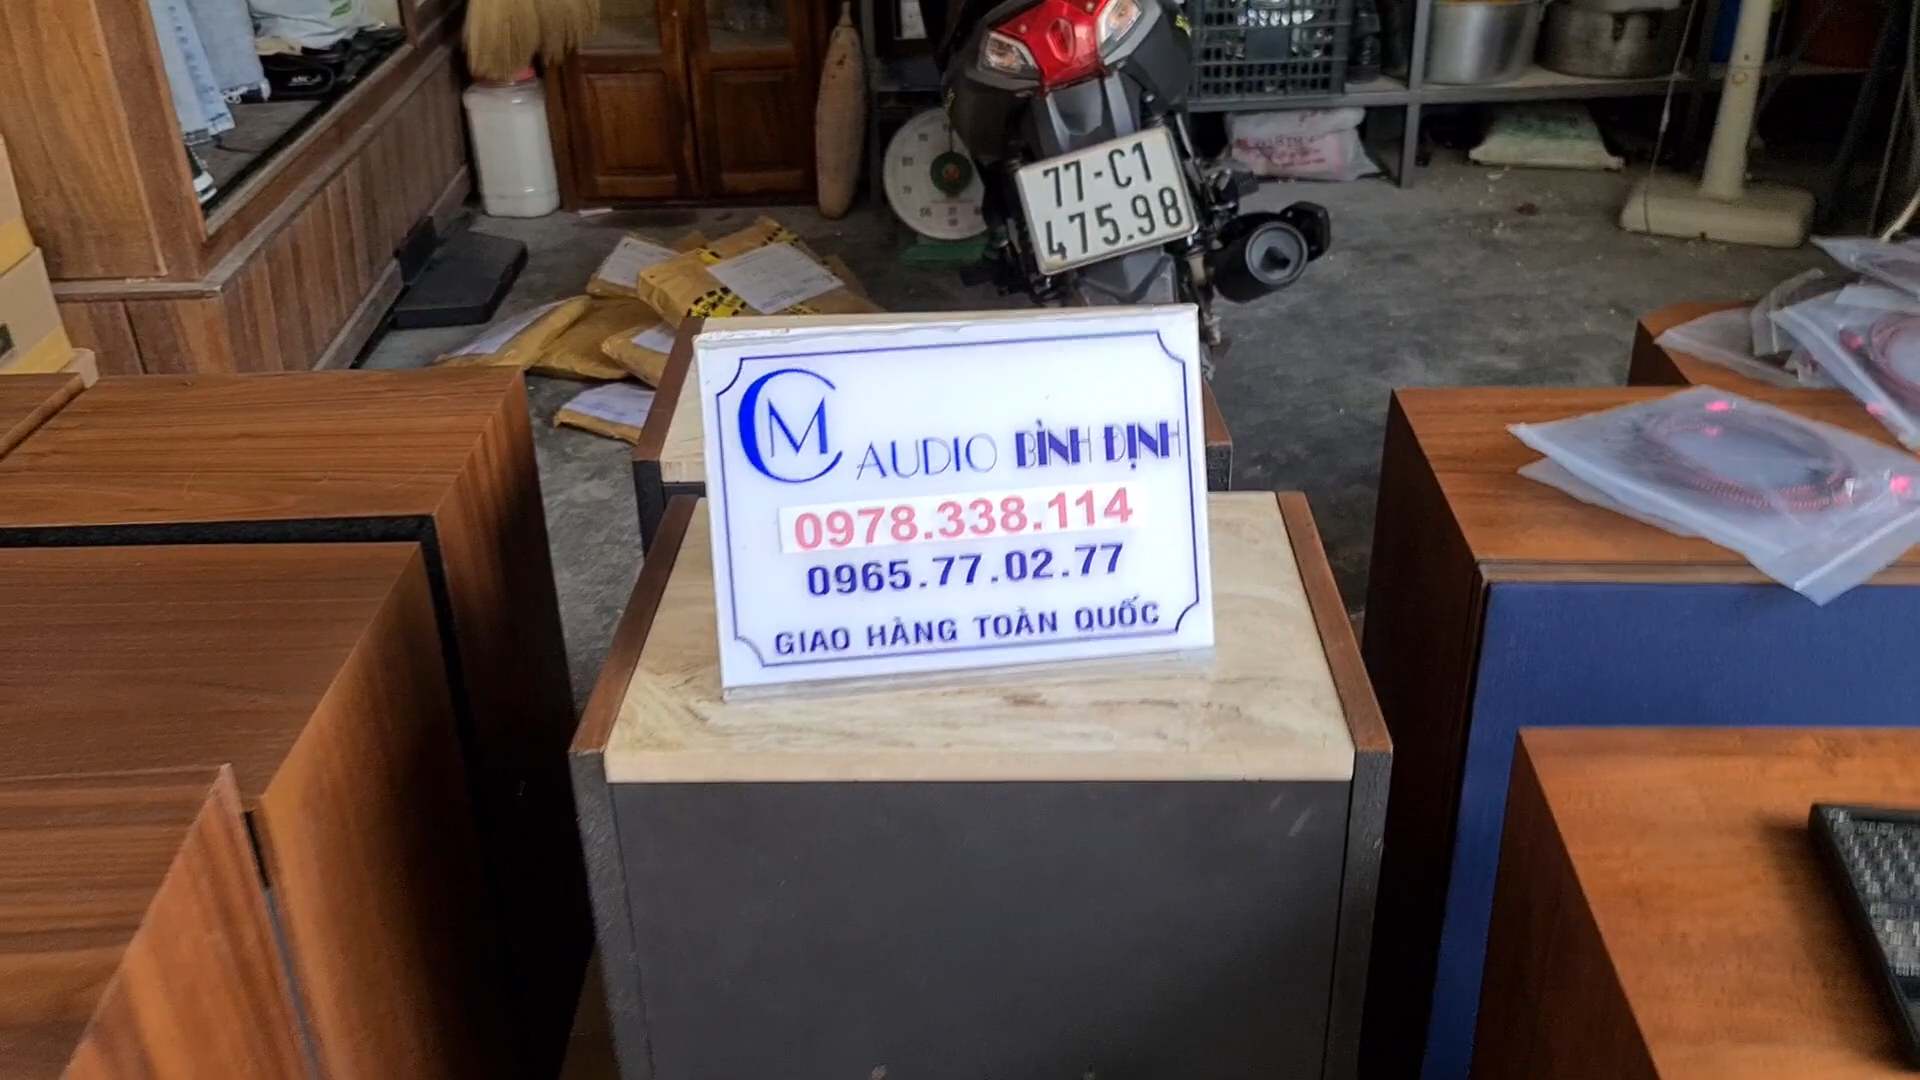 77-C1
475.98
CM AUDIO BÌNH ĐỊNH
0978.338.114
0965.77.02.77
GIAO HÀNG TOÀN QUỐC